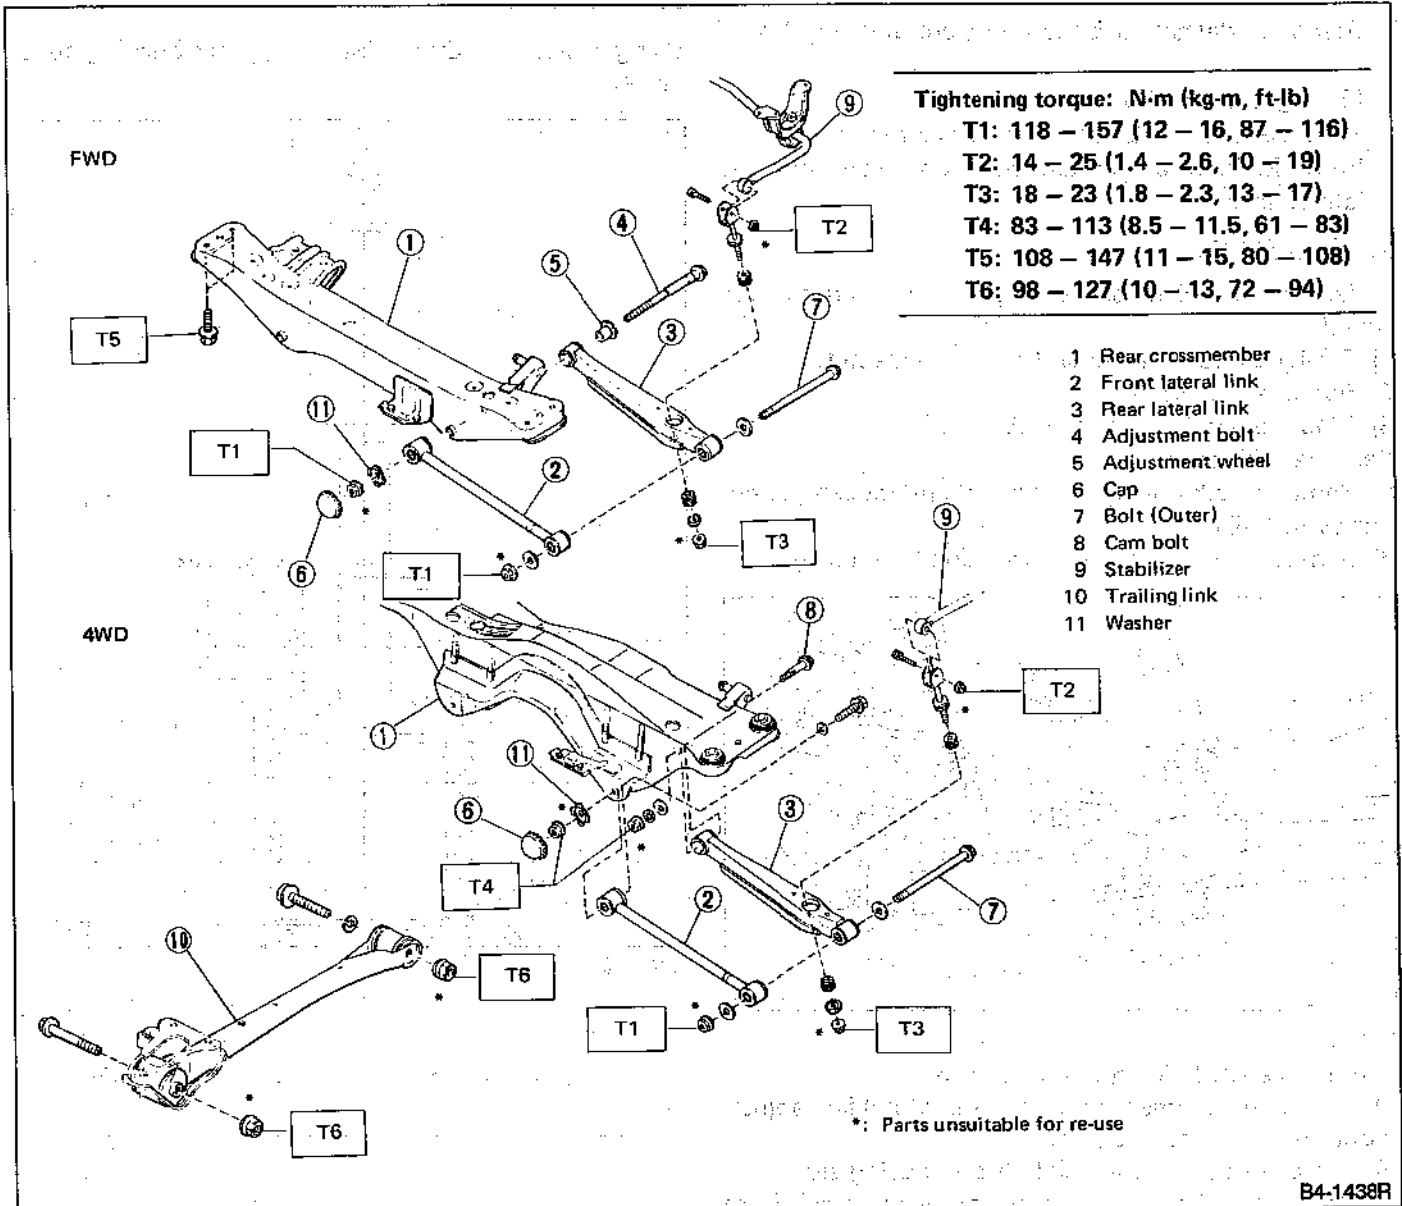 FWD
Tightening torque: N·m (kg-m, ft-lb)
T1: 118 – 157 (12 – 16, 87 – 116)
T2: 14 – 25 (1.4 – 2.6, 10 – 19)
T3: 18 – 23 (1.8 – 2.3, 13 – 17)
T4: 83 – 113 (8.5 – 11.5, 61 – 83)
T5: 108 – 147 (11 – 15, 80 – 108)
T6: 98 – 127 (10 – 13, 72 – 94)
9
T2
*
1
4
5
T5
3
7
11
T1
*
2
6
T3
*
T1
*
1 Rear crossmember
2 Front lateral link
3 Rear lateral link
4 Adjustment bolt
5 Adjustment wheel
6 Cap
7 Bolt (Outer)
8 Cam bolt
9 Stabilizer
10 Trailing link
11 Washer
4WD
8
9
T2
*
1
11
*
6
*
T4
3
2
7
10
T6
*
T1
*
T3
*
T6
*
*: Parts unsuitable for re-use
B4-1438R